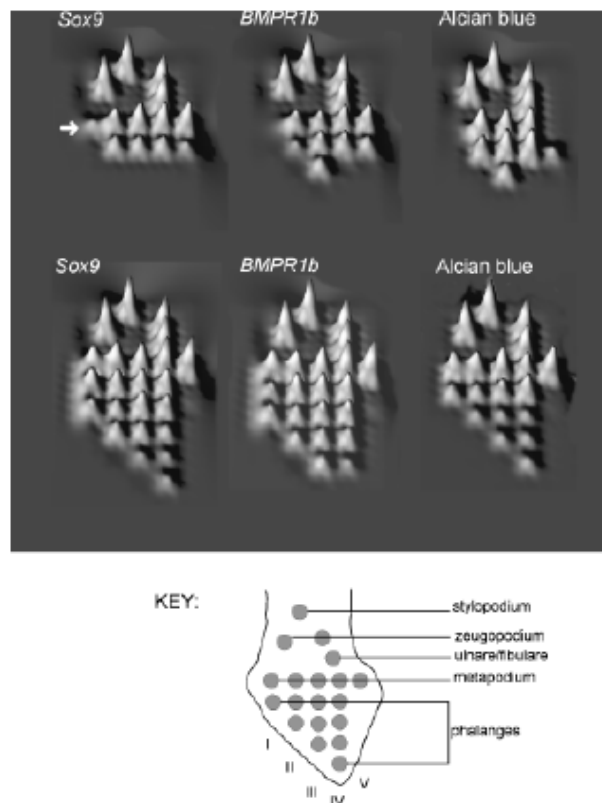 Sox9 BMPR1b Alcian blue
Sox9 BMPR1b Alcian blue
KEY:
stylopodium
zeugopodium
ulnare/fibulare
metapodium
phalanges
I
II
III
IV
V